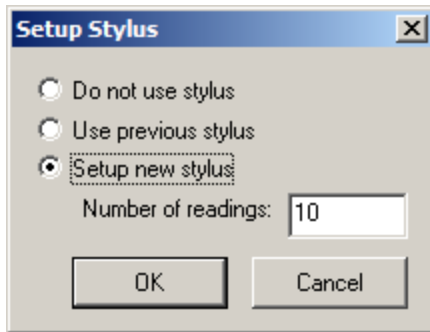 Setup Stylus
Do not use stylus
Use previous stylus
Setup new stylus
Number of readings: 10
OK Cancel